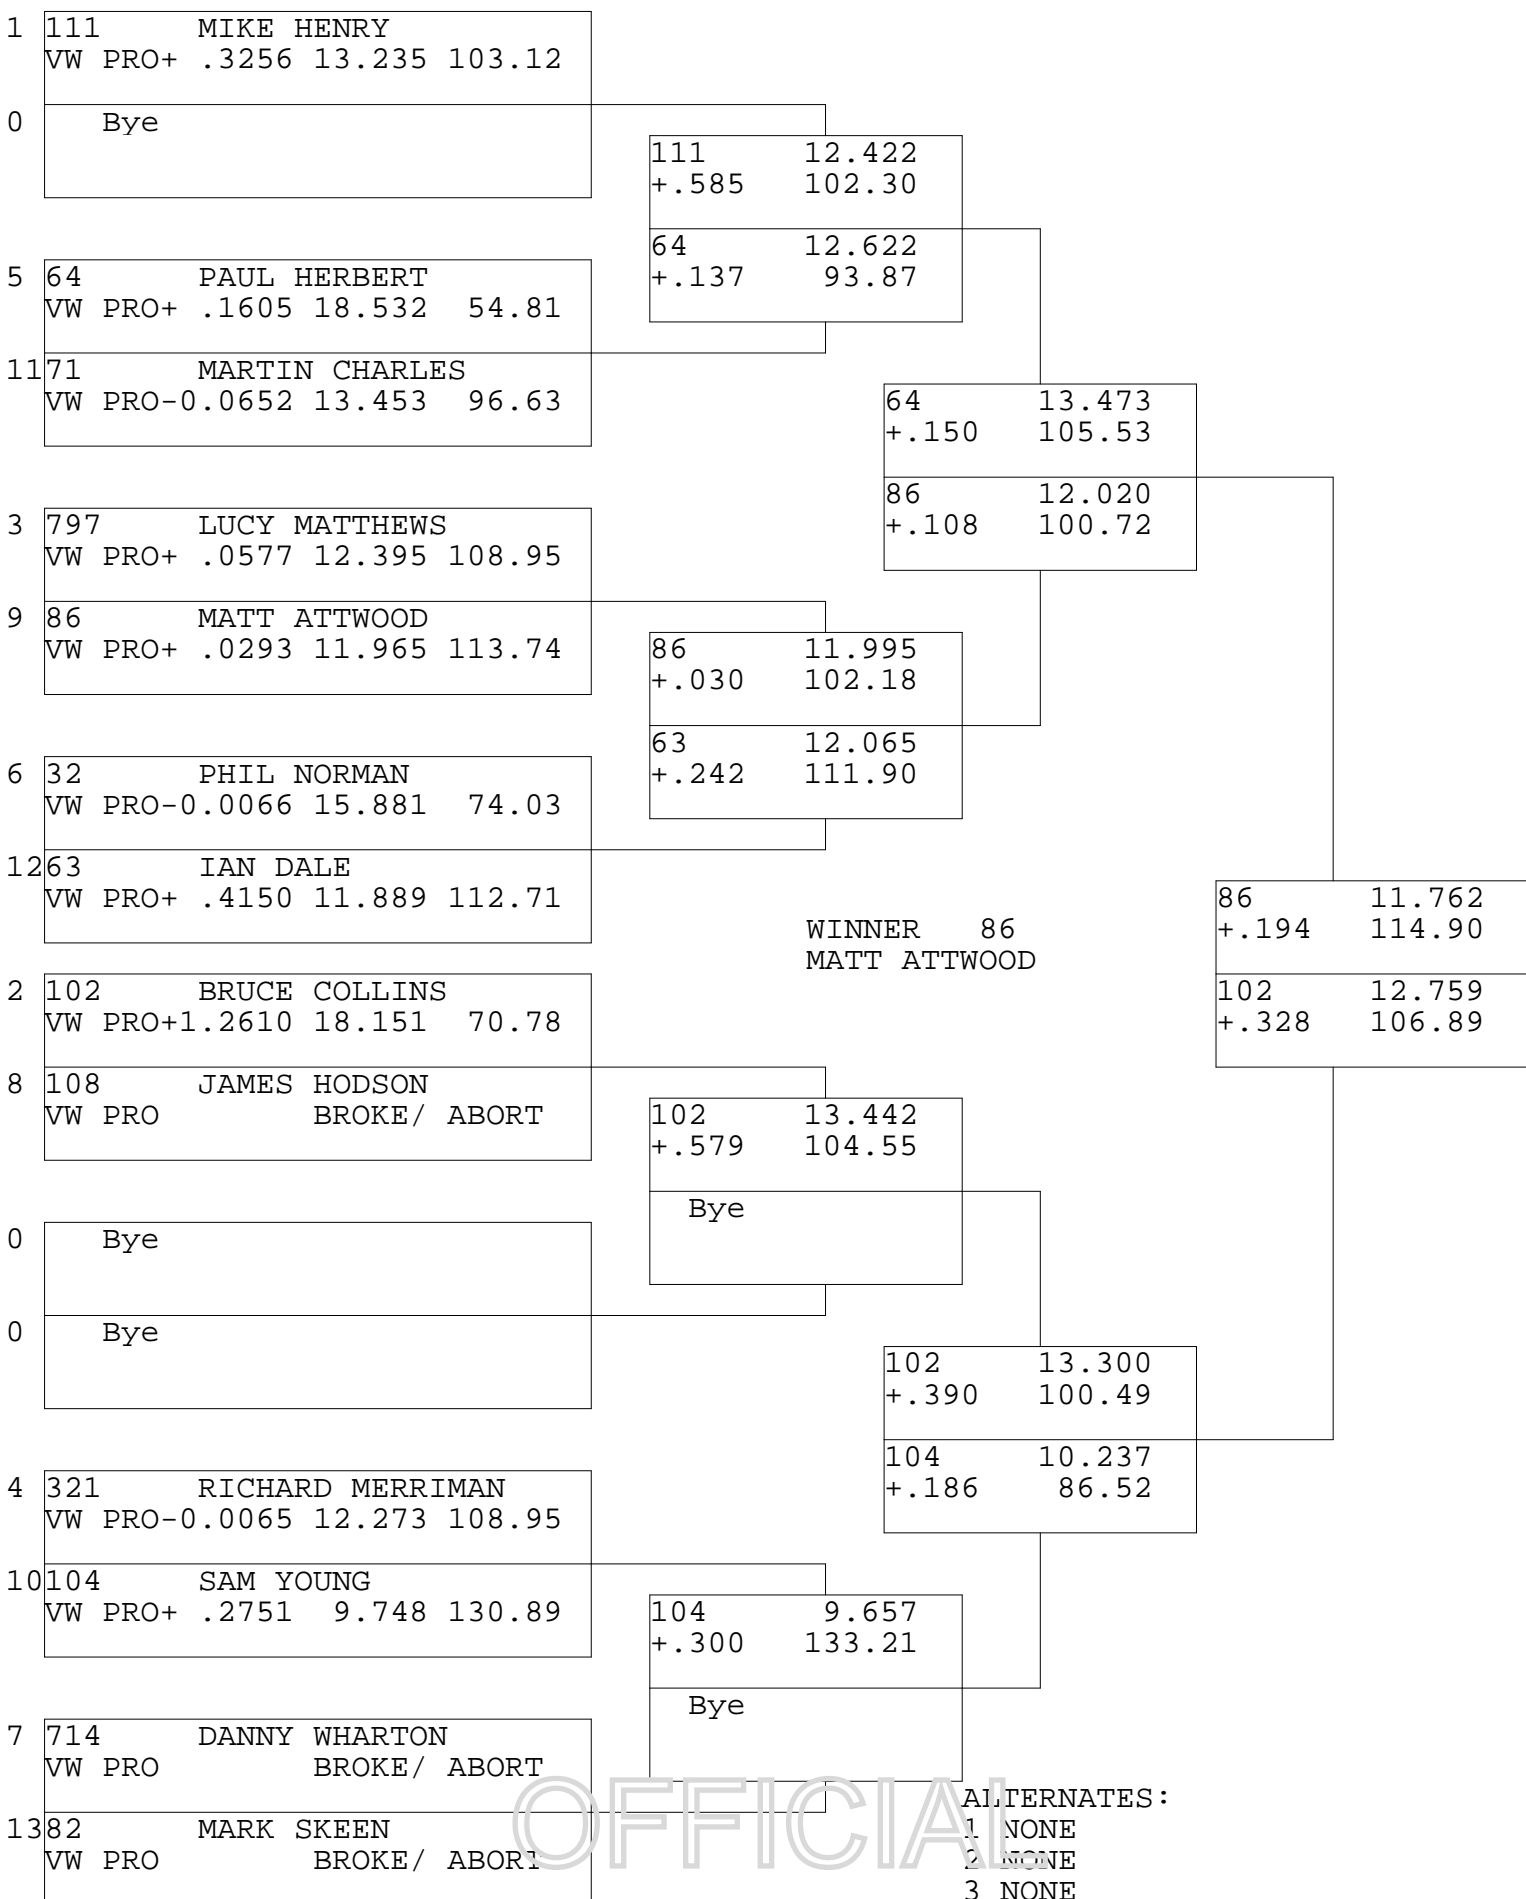 1 111 MIKE HENRY
VW PRO+ .3256 13.235 103.12
0 Bye
111 12.422
+.585 102.30
64 12.622
+.137 93.87
5 64 PAUL HERBERT
VW PRO+ .1605 18.532 54.81
11 71 MARTIN CHARLES
VW PRO-0.0652 13.453 96.63
64 13.473
+.150 105.53
86 12.020
+.108 100.72
3 797 LUCY MATTHEWS
VW PRO+ .0577 12.395 108.95
9 86 MATT ATTWOOD
VW PRO+ .0293 11.965 113.74
86 11.995
+.030 102.18
63 12.065
+.242 111.90
6 32 PHIL NORMAN
VW PRO-0.0066 15.881 74.03
12 63 IAN DALE
VW PRO+ .4150 11.889 112.71
WINNER 86
MATT ATTWOOD
86 11.762
+.194 114.90
102 12.759
+.328 106.89
2 102 BRUCE COLLINS
VW PRO+1.2610 18.151 70.78
8 108 JAMES HODSON
VW PRO BROKE/ ABORT
102 13.442
+.579 104.55
Bye
0 Bye
0 Bye
102 13.300
+.390 100.49
104 10.237
+.186 86.52
4 321 RICHARD MERRIMAN
VW PRO-0.0065 12.273 108.95
10 104 SAM YOUNG
VW PRO+ .2751 9.748 130.89
104 9.657
+.300 133.21
Bye
7 714 DANNY WHARTON
VW PRO BROKE/ ABORT
13 82 MARK SKEEN
VW PRO BROKE/ ABORT
OFFICIAL
ALTERNATES:
1 NONE
2 NONE
3 NONE